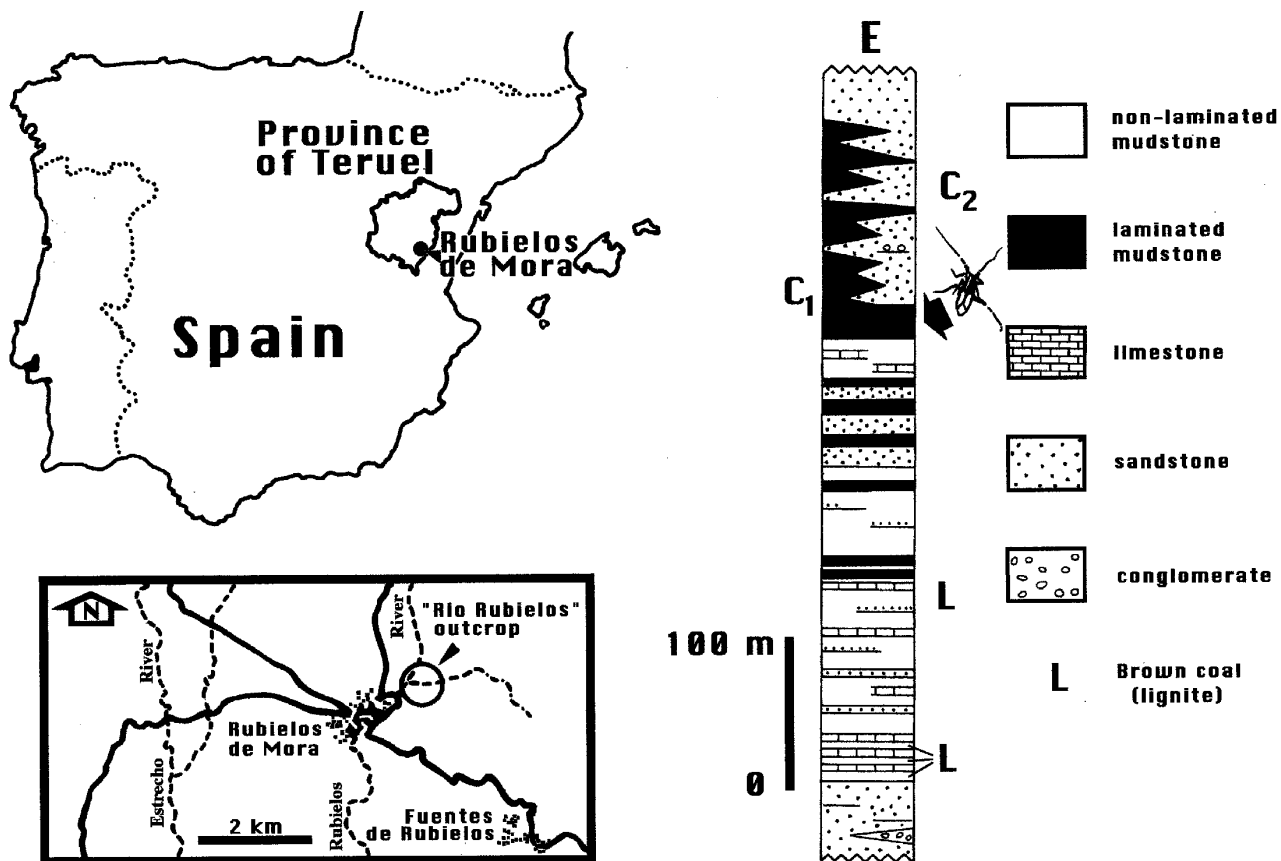 Province
of Teruel
Rubielos
de Mora
Spain
N
River
River
"Río Rubielos"
outcrop
Rubielos
de Mora
Estrecho
Rubielos
2 km
Fuentes
de Rubielos
E
C2
C1
L
100 m
0
L
non-laminated
mudstone
laminated
mudstone
limestone
sandstone
conglomerate
L
Brown coal
(lignite)